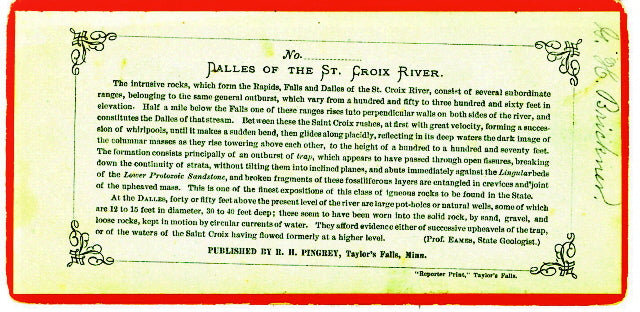 No.
DALLES OF THE ST. CROIX RIVER.
The intrusive rocks, which form the Rapids, Falls and Dalles of the St. Croix River, consist of several subordinate
ranges, belonging to the same general outburst, which vary from a hundred and fifty to three hundred and sixty feet in
elevation. Half a mile below the Falls one of these ranges rises into perpendicular walls on both sides of the river, and
constitutes the Dalles of that stream. Between these the Saint Croix rushes, at first with great velocity, forming a succes-
sion of whirlpools, until it makes a sudden bend, then glides along placidly, reflecting in its deep waters the dark image of
the columnar masses as they rise towering above each other, to the height of a hundred to a hundred and seventy feet.
The formation consists principally of an outburst of trap, which appears to have passed through open fissures, breaking
down the continuity of strata, without tilting them into inclined planes, and abuts immediately against the Lingula beds
of the Lower Protozoic Sandstone, and broken fragments of these fossiliferous layers are entangled in crevices and joint
of the upheaved mass. This is one of the finest expositions of this class of igneous rocks to be found in the State.
At the DALLES, forty or fifty feet above the present level of the river are large pot-holes or natural wells, some of which
are 12 to 15 feet in diameter, 30 to 40 feet deep; there seem to have been worn into the solid rock, by sand, gravel, and
loose rocks, kept in motion by circular currents of water. They afford evidence either of successive upheavels of the trap,
or of the waters of the Saint Croix having flowed formerly at a higher level. (Prof. EAMES, State Geologist.)
PUBLISHED BY R. H. PINGREY, Taylor's Falls, Minn.
"Reporter Print," Taylor's Falls.